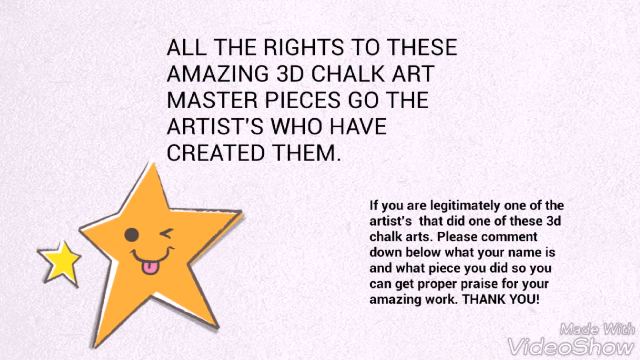 ALL THE RIGHTS TO THESE
AMAZING 3D CHALK ART
MASTER PIECES GO THE
ARTIST'S WHO HAVE
CREATED THEM.
If you are legitimately one of the
artist's that did one of these 3d
chalk arts. Please comment
down below what your name is
and what piece you did so you
can get proper praise for your
amazing work. THANK YOU!
Made With
VideoShow